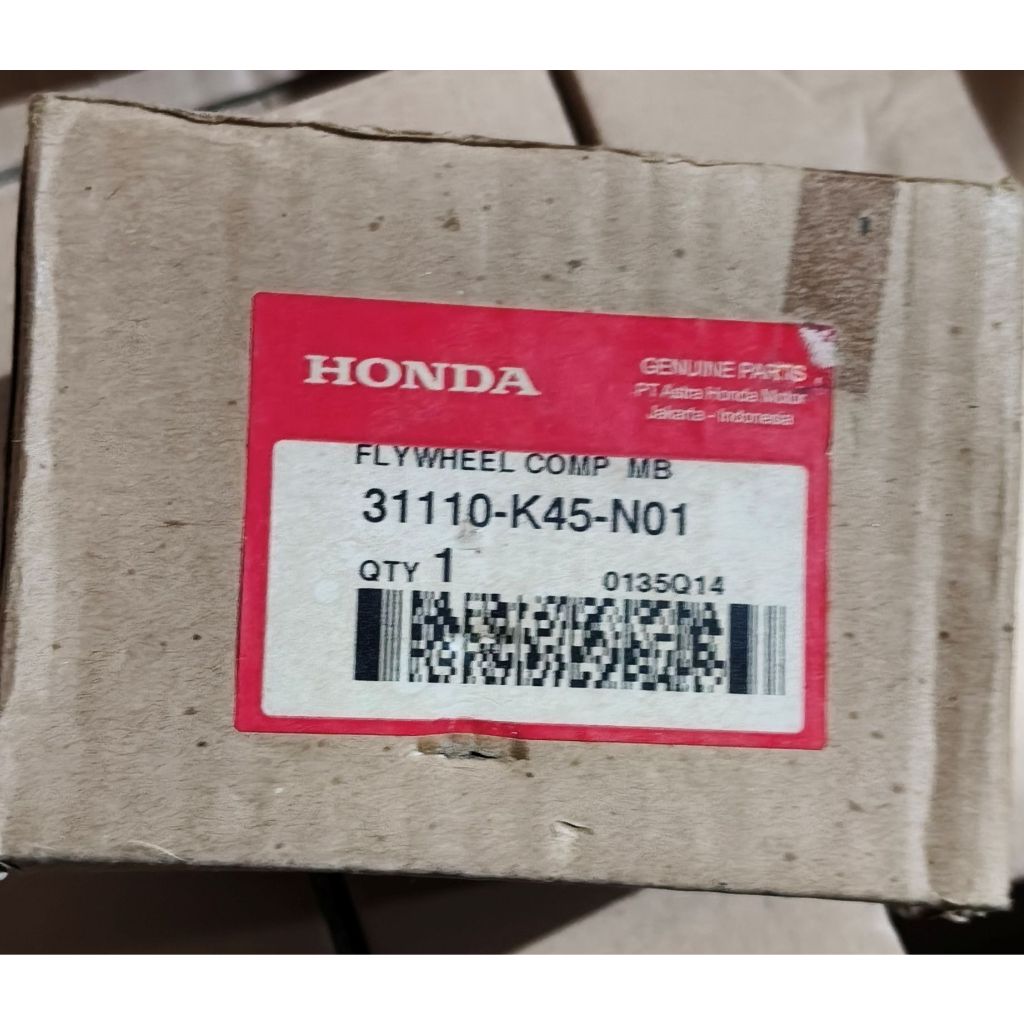 HONDA
GENUINE PARTS
PT Astra Honda Motor
Jakarta - Indonesia
FLYWHEEL COMP MB
31110-K45-N01
QTY 1
0135Q14